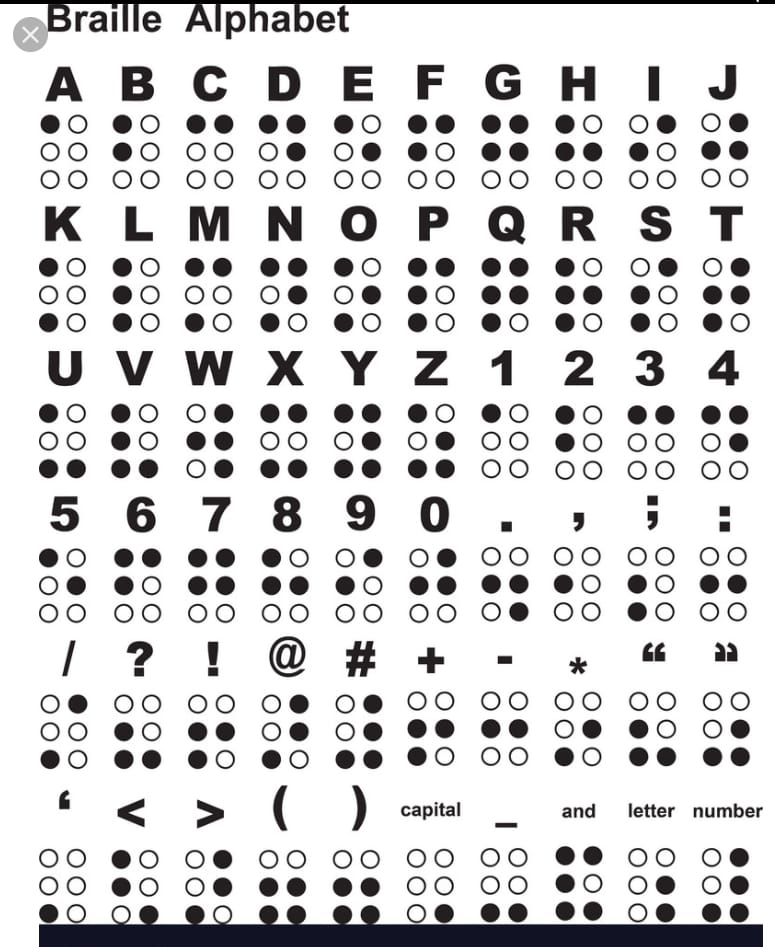 Braille Alphabet
A B C D E F G H I J
K L M N O P Q R S T
U V W X Y Z 1 2 3 4
5 6 7 8 9 0 . , ; :
/ ? ! @ # + - * “ ”
‘ < > ( ) capital _ and letter number